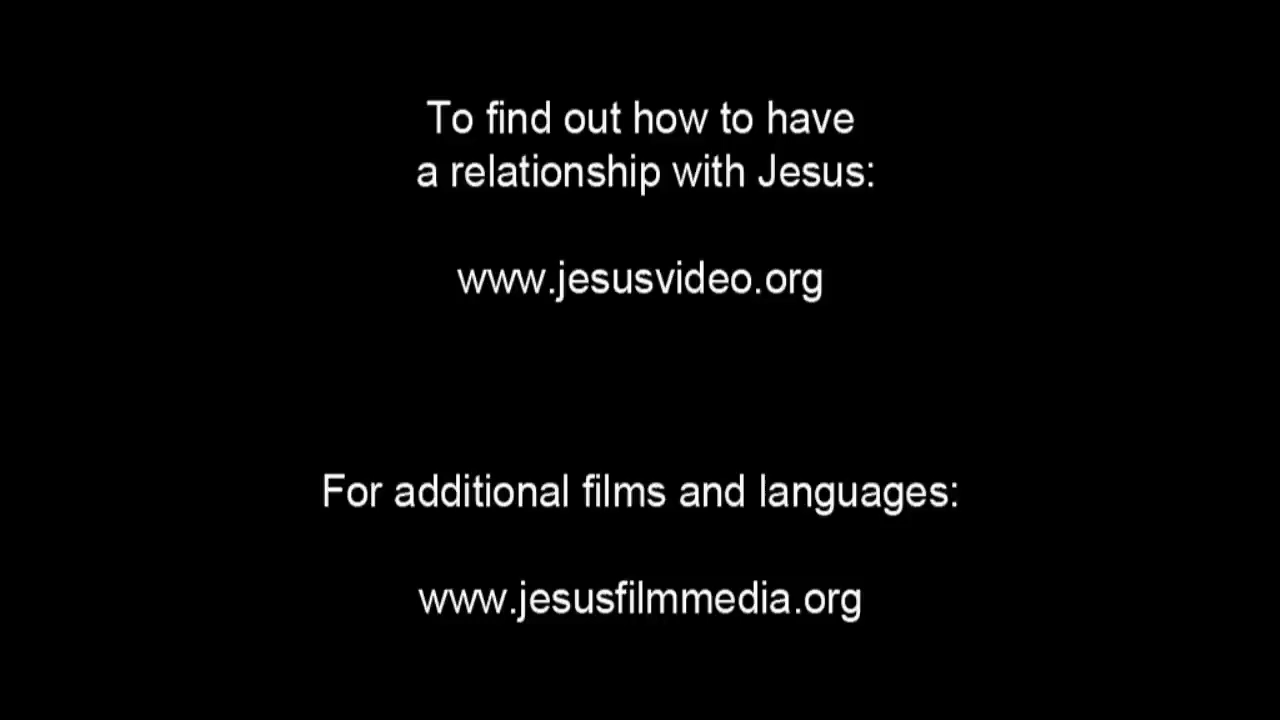 To find out how to have
a relationship with Jesus:
www.jesusvideo.org
For additional films and languages:
www.jesusfilmmedia.org